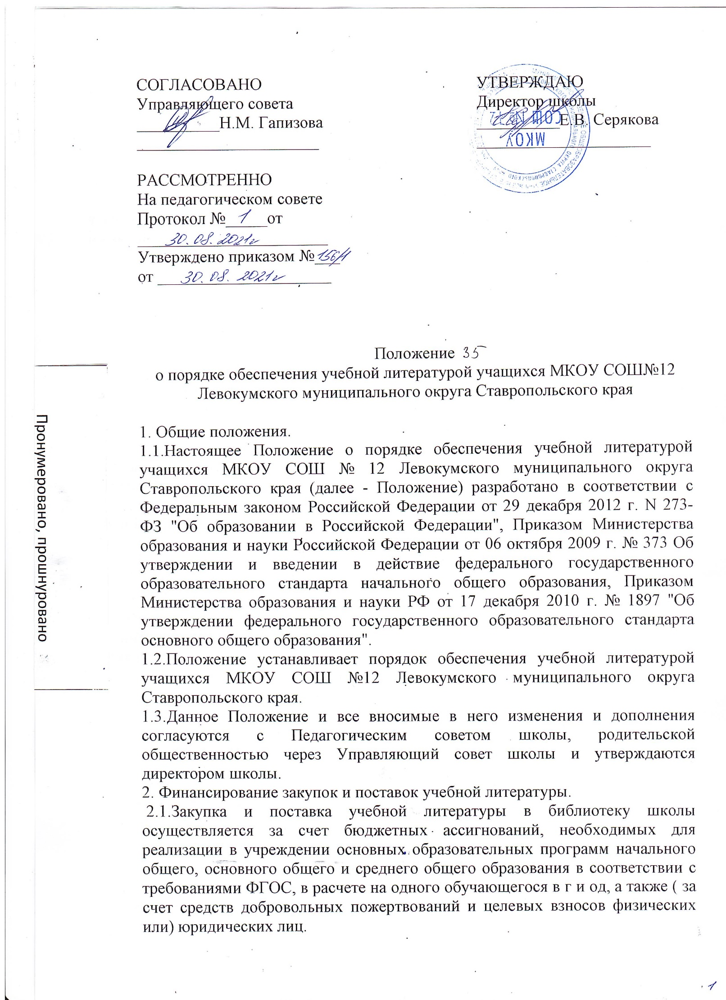 СОГЛАСОВАНО
Управляющего совета
__________Н.М. Гапизова
УТВЕРЖДАЮ
Директор школы
__________Е.В. Серякова
СОШ № 12
МКОУ
РАССМОТРЕННО
На педагогическом совете
Протокол №__1__от
30.08.2021г
Утверждено приказом № 156/1
от 30.08.2021г
Положение 35
о порядке обеспечения учебной литературой учащихся МКОУ СОШ№12
Левокумского муниципального округа Ставропольского края
Пронумеровано, прошнуровано
1. Общие положения.
1.1.Настоящее Положение о порядке обеспечения учебной литературой
учащихся МКОУ СОШ № 12 Левокумского муниципального округа
Ставропольского края (далее - Положение) разработано в соответствии с
Федеральным законом Российской Федерации от 29 декабря 2012 г. N 273-
ФЗ "Об образовании в Российской Федерации", Приказом Министерства
образования и науки Российской Федерации от 06 октября 2009 г. № 373 Об
утверждении и введении в действие федерального государственного
образовательного стандарта начального общего образования, Приказом
Министерства образования и науки РФ от 17 декабря 2010 г. № 1897 "Об
утверждении федерального государственного образовательного стандарта
основного общего образования".
1.2.Положение устанавливает порядок обеспечения учебной литературой
учащихся МКОУ СОШ №12 Левокумского муниципального округа
Ставропольского края.
1.3.Данное Положение и все вносимые в него изменения и дополнения
согласуются с Педагогическим советом школы, родительской
общественностью через Управляющий совет школы и утверждаются
директором школы.
2. Финансирование закупок и поставок учебной литературы.
2.1.Закупка и поставка учебной литературы в библиотеку школы
осуществляется за счет бюджетных ассигнований, необходимых для
реализации в учреждении основных образовательных программ начального
общего, основного общего и среднего общего образования в соответствии с
требованиями ФГОС, в расчете на одного обучающегося в г и од, а также ( за
счет средств добровольных пожертвований и целевых взносов физических
или) юридических лиц.
1